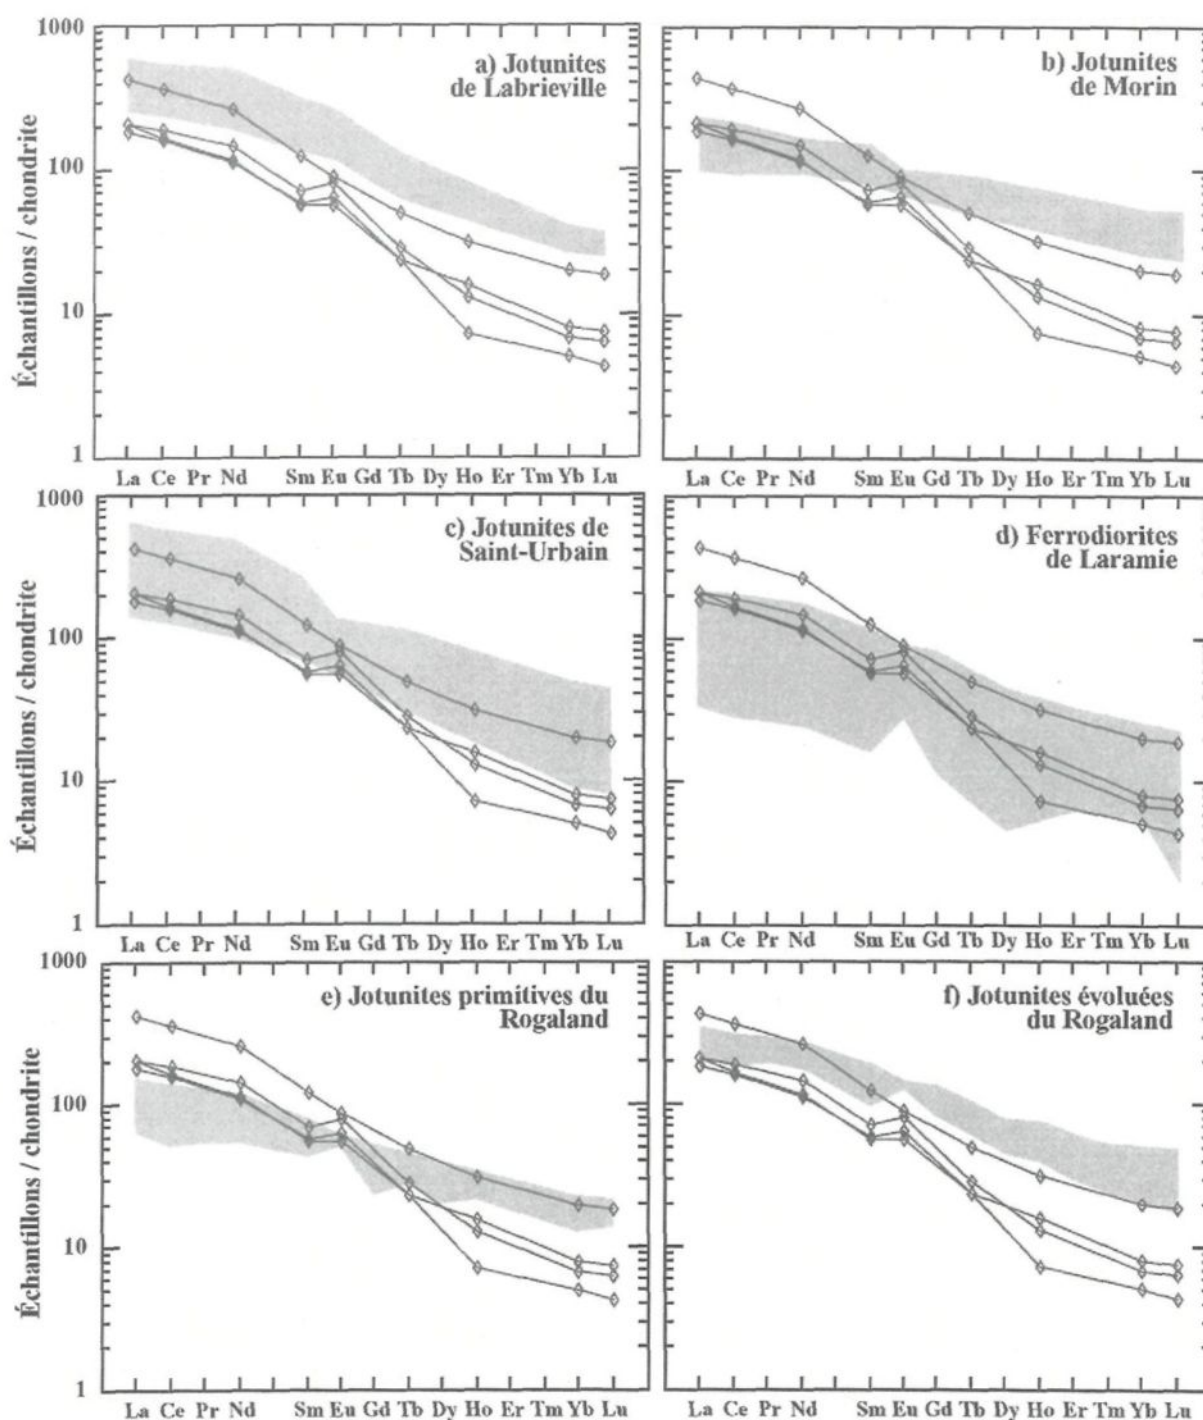 1000
100
10
1
Échantillons / chondrite
a) Jotunites
de Labrieville
La Ce Pr Nd Sm Eu Gd Tb Dy Ho Er Tm Yb Lu
b) Jotunites
de Morin
La Ce Pr Nd Sm Eu Gd Tb Dy Ho Er Tm Yb Lu
1000
100
10
1
Échantillons / chondrite
c) Jotunites de
Saint-Urbain
La Ce Pr Nd Sm Eu Gd Tb Dy Ho Er Tm Yb Lu
d) Ferrodiorites
de Laramie
La Ce Pr Nd Sm Eu Gd Tb Dy Ho Er Tm Yb Lu
1000
100
10
1
Échantillons / chondrite
e) Jotunites primitives du
Rogaland
La Ce Pr Nd Sm Eu Gd Tb Dy Ho Er Tm Yb Lu
f) Jotunites évoluées
du Rogaland
La Ce Pr Nd Sm Eu Gd Tb Dy Ho Er Tm Yb Lu